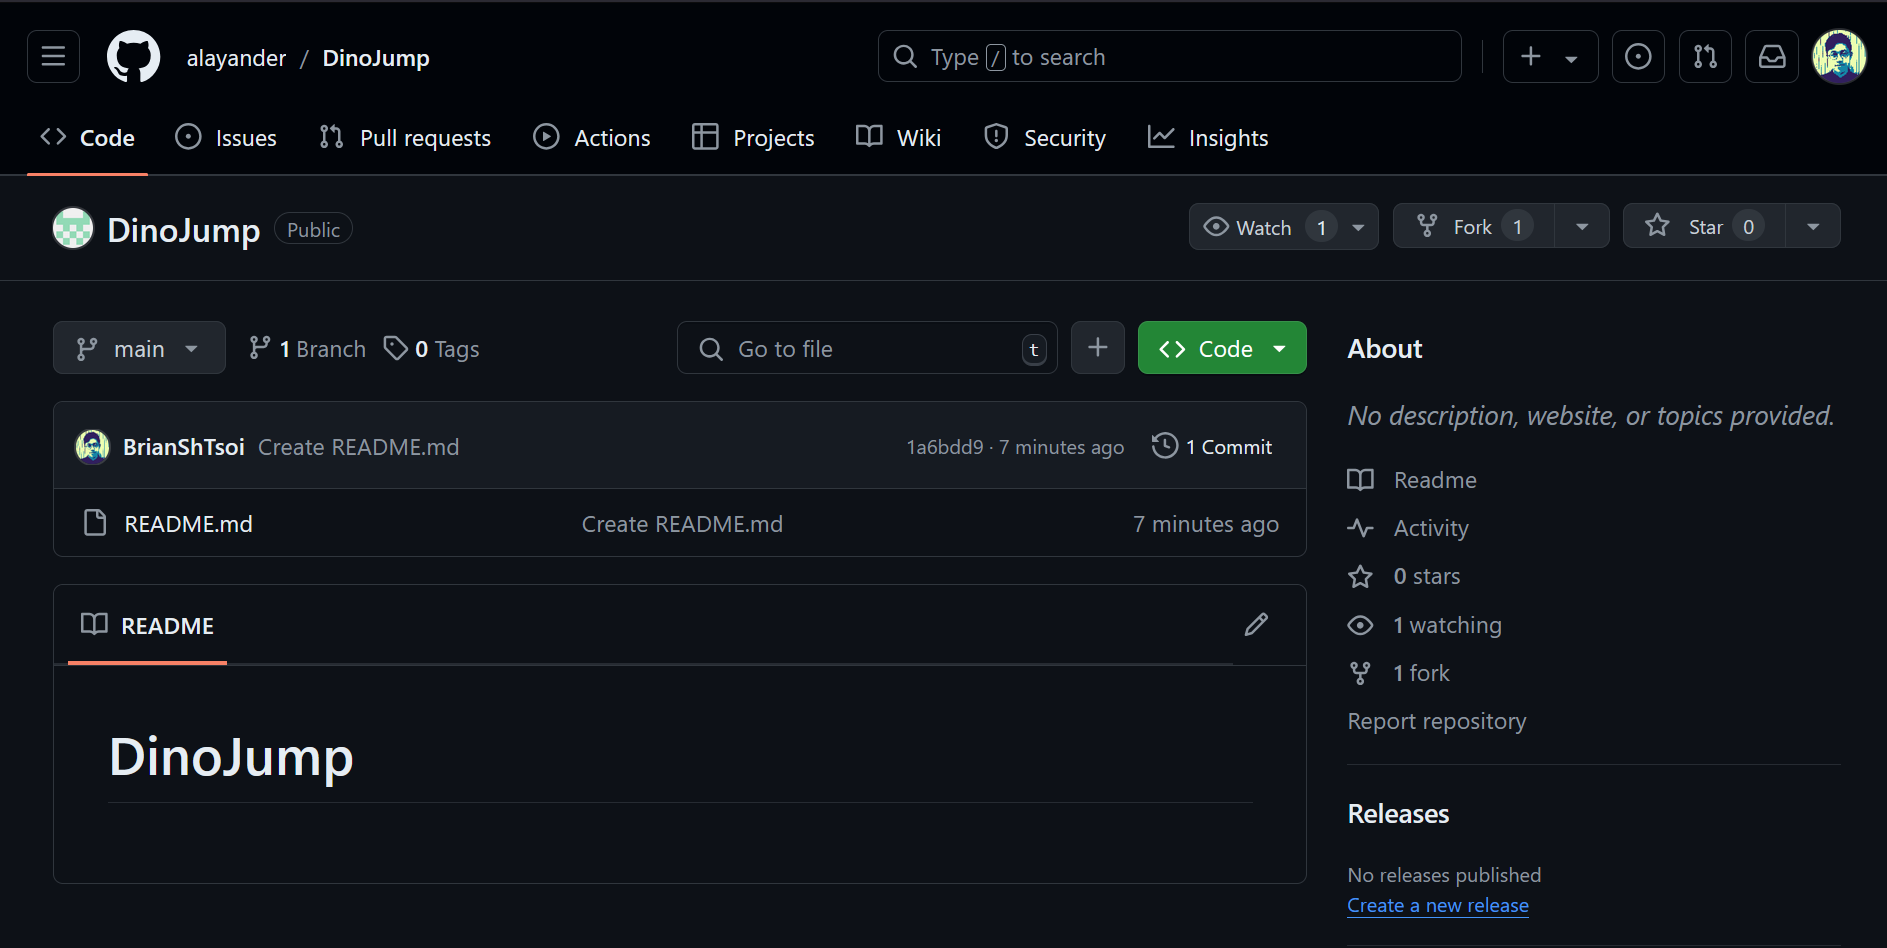 alayander / DinoJump
Type / to search
Code Issues Pull requests Actions Projects Wiki Security Insights
DinoJump Public
Watch 1 Fork 1 Star 0
main 1 Branch 0 Tags
Go to file t
Code
BrianShTsoi Create README.md 1a6bdd9 · 7 minutes ago 1 Commit
README.md Create README.md 7 minutes ago
README
DinoJump
About
No description, website, or topics provided.
Readme
Activity
0 stars
1 watching
1 fork
Report repository
Releases
No releases published
Create a new release